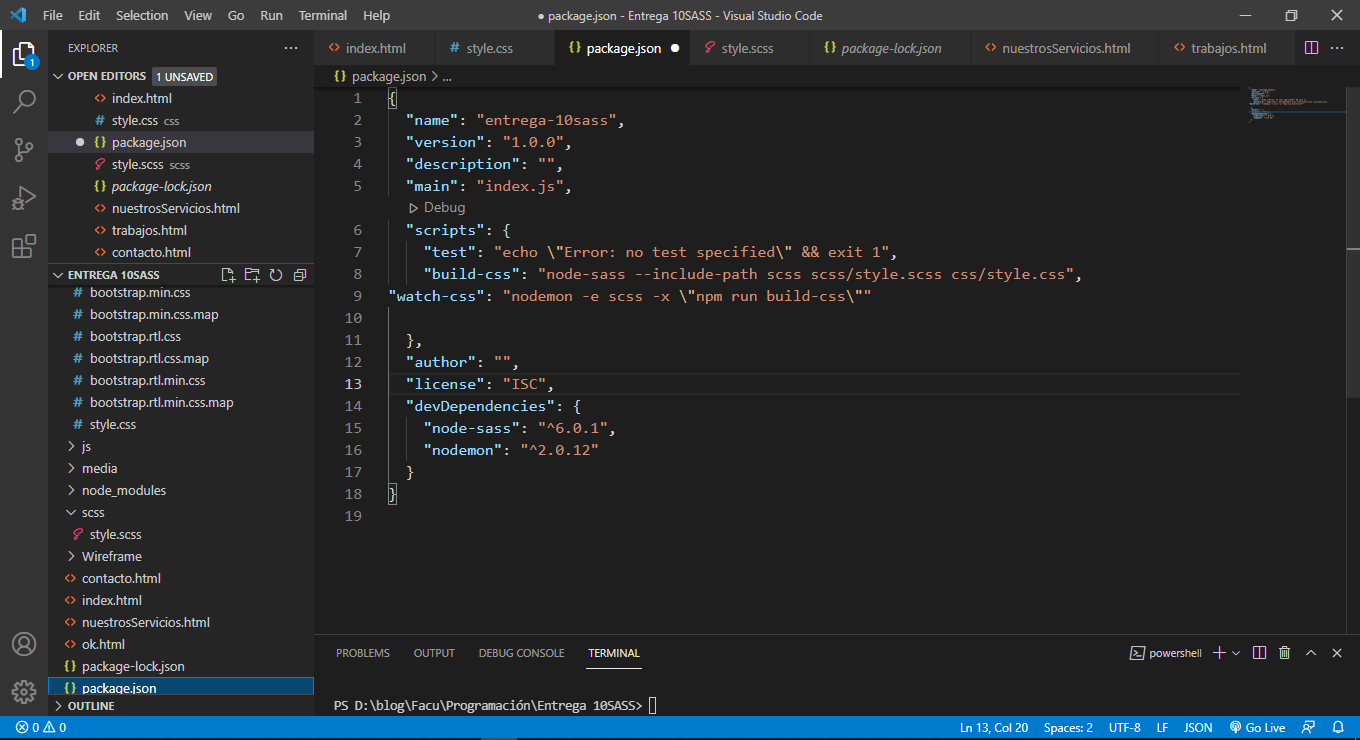 File Edit Selection View Go Run Terminal Help
● package.json - Entrega 10SASS - Visual Studio Code
EXPLORER
OPEN EDITORS 1 UNSAVED
index.html
style.css css
package.json
style.scss scss
package-lock.json
nuestrosServicios.html
trabajos.html
contacto.html
ENTREGA 10SASS
bootstrap.min.css
bootstrap.min.css.map
bootstrap.rtl.css
bootstrap.rtl.css.map
bootstrap.rtl.min.css
bootstrap.rtl.min.css.map
style.css
js
media
node_modules
scss
style.scss
Wireframe
contacto.html
index.html
nuestrosServicios.html
ok.html
package-lock.json
package.json
OUTLINE
1
index.html style.css package.json style.scss package-lock.json nuestrosServicios.html trabajos.html
package.json > ...
1 {
2 "name": "entrega-10sass",
3 "version": "1.0.0",
4 "description": "",
5 "main": "index.js",
Debug
6 "scripts": {
7 "test": "echo \"Error: no test specified\" && exit 1",
8 "build-css": "node-sass --include-path scss scss/style.scss css/style.css",
9 "watch-css": "nodemon -e scss -x \"npm run build-css\""
10
11 },
12 "author": "",
13 "license": "ISC",
14 "devDependencies": {
15 "node-sass": "^6.0.1",
16 "nodemon": "^2.0.12"
17 }
18 }
19
PROBLEMS OUTPUT DEBUG CONSOLE TERMINAL
powershell
PS D:\blog\Facu\Programación\Entrega 10SASS>
0 0
Ln 13, Col 20 Spaces: 2 UTF-8 LF JSON Go Live